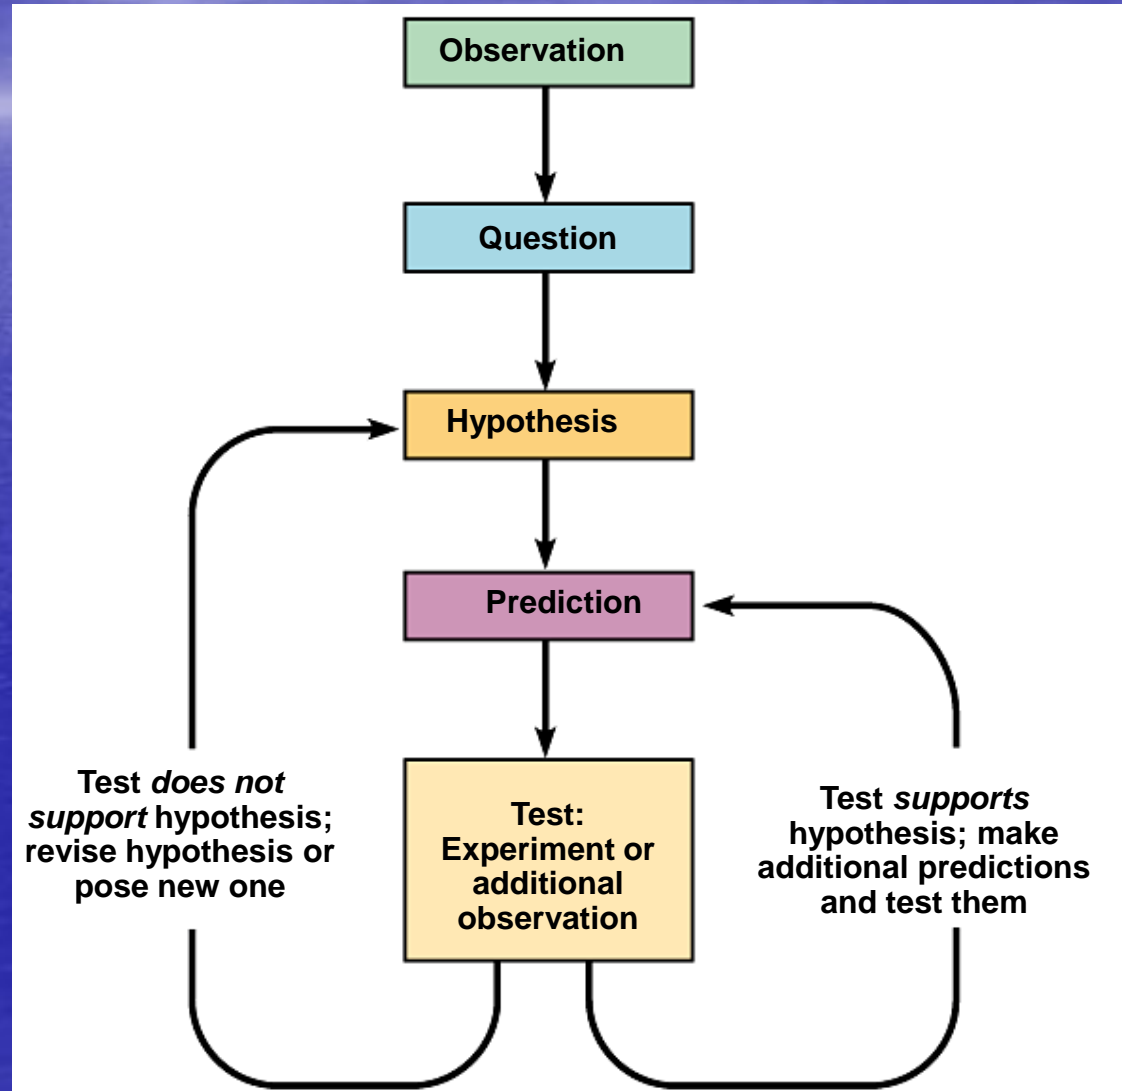 Observation
Question
Hypothesis
Prediction
Test does not
support hypothesis;
revise hypothesis or
pose new one
Test:
Experiment or
additional
observation
Test supports
hypothesis; make
additional predictions
and test them